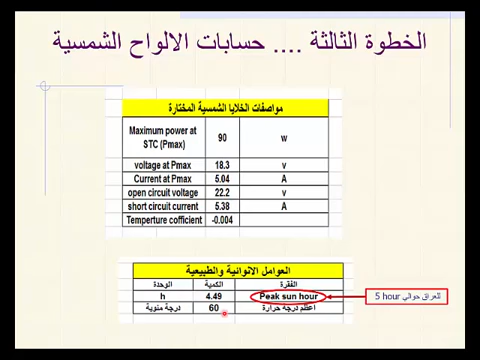 الخطوة الثالثة .... حسابات الالواح الشمسية
مواصفات الخلايا الشمسية المختارة
Maximum power at STC (Pmax) 90 w
voltage at Pmax 18.3 v
Current at Pmax 5.04 A
open circuit voltage 22.2 v
short circuit current 5.38 A
Temperture cofficient -0.004
العوامل الانوائية والطبيعية
الفقرة الكمية الوحدة
Peak sun hour 4.49 h
للعراق حوالي 5 hour
اعظم درجة حرارة 60 درجة مئوية